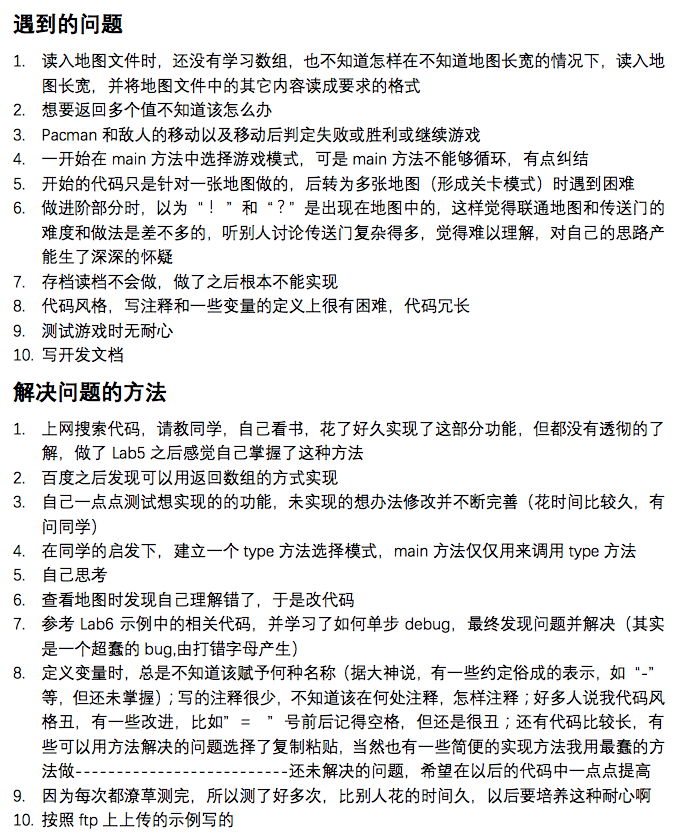 遇到的问题
1. 读入地图文件时，还没有学习数组，也不知道怎样在不知道地图长宽的情况下，读入地
图长宽，并将地图文件中的其它内容读成要求的格式
2. 想要返回多个值不知道该怎么办
3. Pacman 和敌人的移动以及移动后判定失败或胜利或继续游戏
4. 一开始在 main 方法中选择游戏模式，可是 main 方法不能够循环，有点纠结
5. 开始的代码只是针对一张地图做的，后转为多张地图（形成关卡模式）时遇到困难
6. 做进阶部分时，以为“！”和“？”是出现在地图中的，这样觉得联通地图和传送门的
难度和做法是差不多的，听别人讨论传送门复杂得多，觉得难以理解，对自己的思路产
能生了深深的怀疑
7. 存档读档不会做，做了之后根本不能实现
8. 代码风格，写注释和一些变量的定义上很有困难，代码冗长
9. 测试游戏时无耐心
10. 写开发文档
解决问题的方法
1. 上网搜索代码，请教同学，自己看书，花了好久实现了这部分功能，但都没有透彻的了
解，做了 Lab5 之后感觉自己掌握了这种方法
2. 百度之后发现可以用返回数组的方式实现
3. 自己一点点测试想实现的的功能，未实现的想办法修改并不断完善（花时间比较久，有
问同学）
4. 在同学的启发下，建立一个 type 方法选择模式，main 方法仅仅用来调用 type 方法
5. 自己思考
6. 查看地图时发现自己理解错了，于是改代码
7. 参考 Lab6 示例中的相关代码，并学习了如何单步 debug，最终发现问题并解决（其实
是一个超蠢的 bug,由打错字母产生）
8. 定义变量时，总是不知道该赋予何种名称（据大神说，有一些约定俗成的表示，如“-”
等，但还未掌握）；写的注释很少，不知道该在何处注释，怎样注释；好多人说我代码风
格丑，有一些改进，比如” = ”号前后记得空格，但还是很丑；还有代码比较长，有
些可以用方法解决的问题选择了复制粘贴，当然也有一些简便的实现方法我用最蠢的方
法做--------------------------还未解决的问题，希望在以后的代码中一点点提高
9. 因为每次都潦草测完，所以测了好多次，比别人花的时间久，以后要培养这种耐心啊
10. 按照 ftp 上上传的示例写的